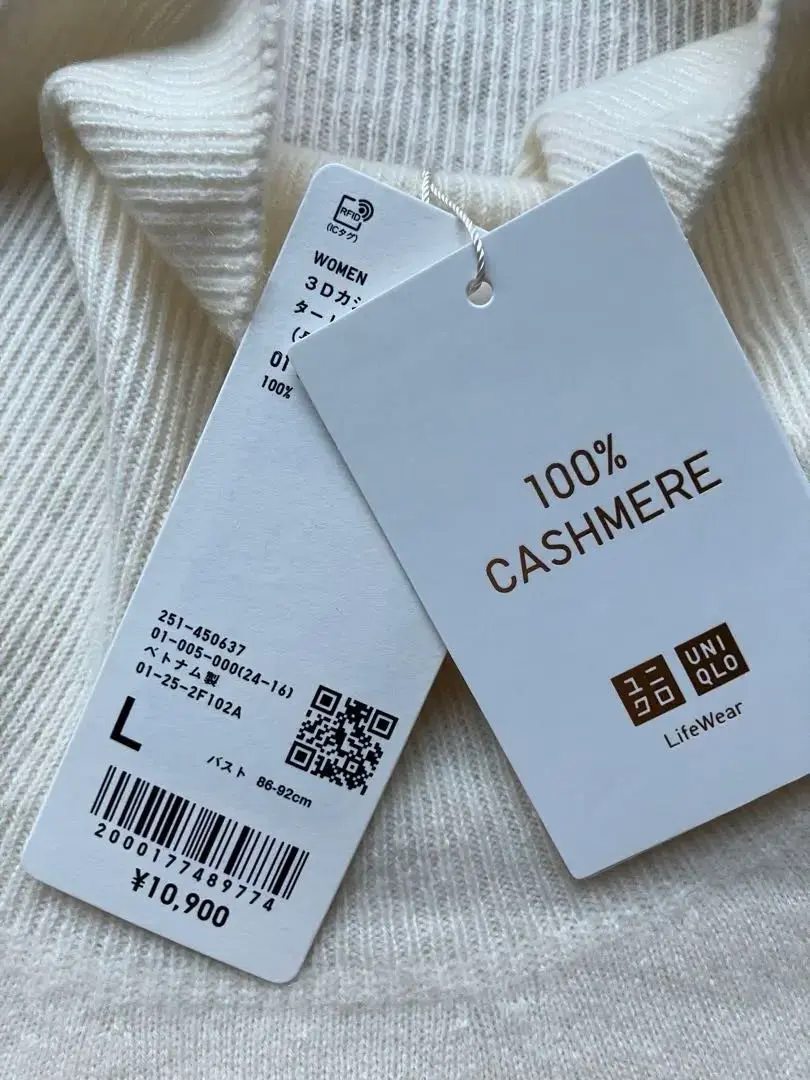 RFID
(ICタグ)
WOMEN
3Dカシ
ター
01
100%
251-450637
01-005-000(24-16)
ベトナム製
01-25-2F102A
L
バスト 86-92cm
2000177489774
¥10,900
100%
CASHMERE
ユニ
クロ
UNI
QLO
LifeWear